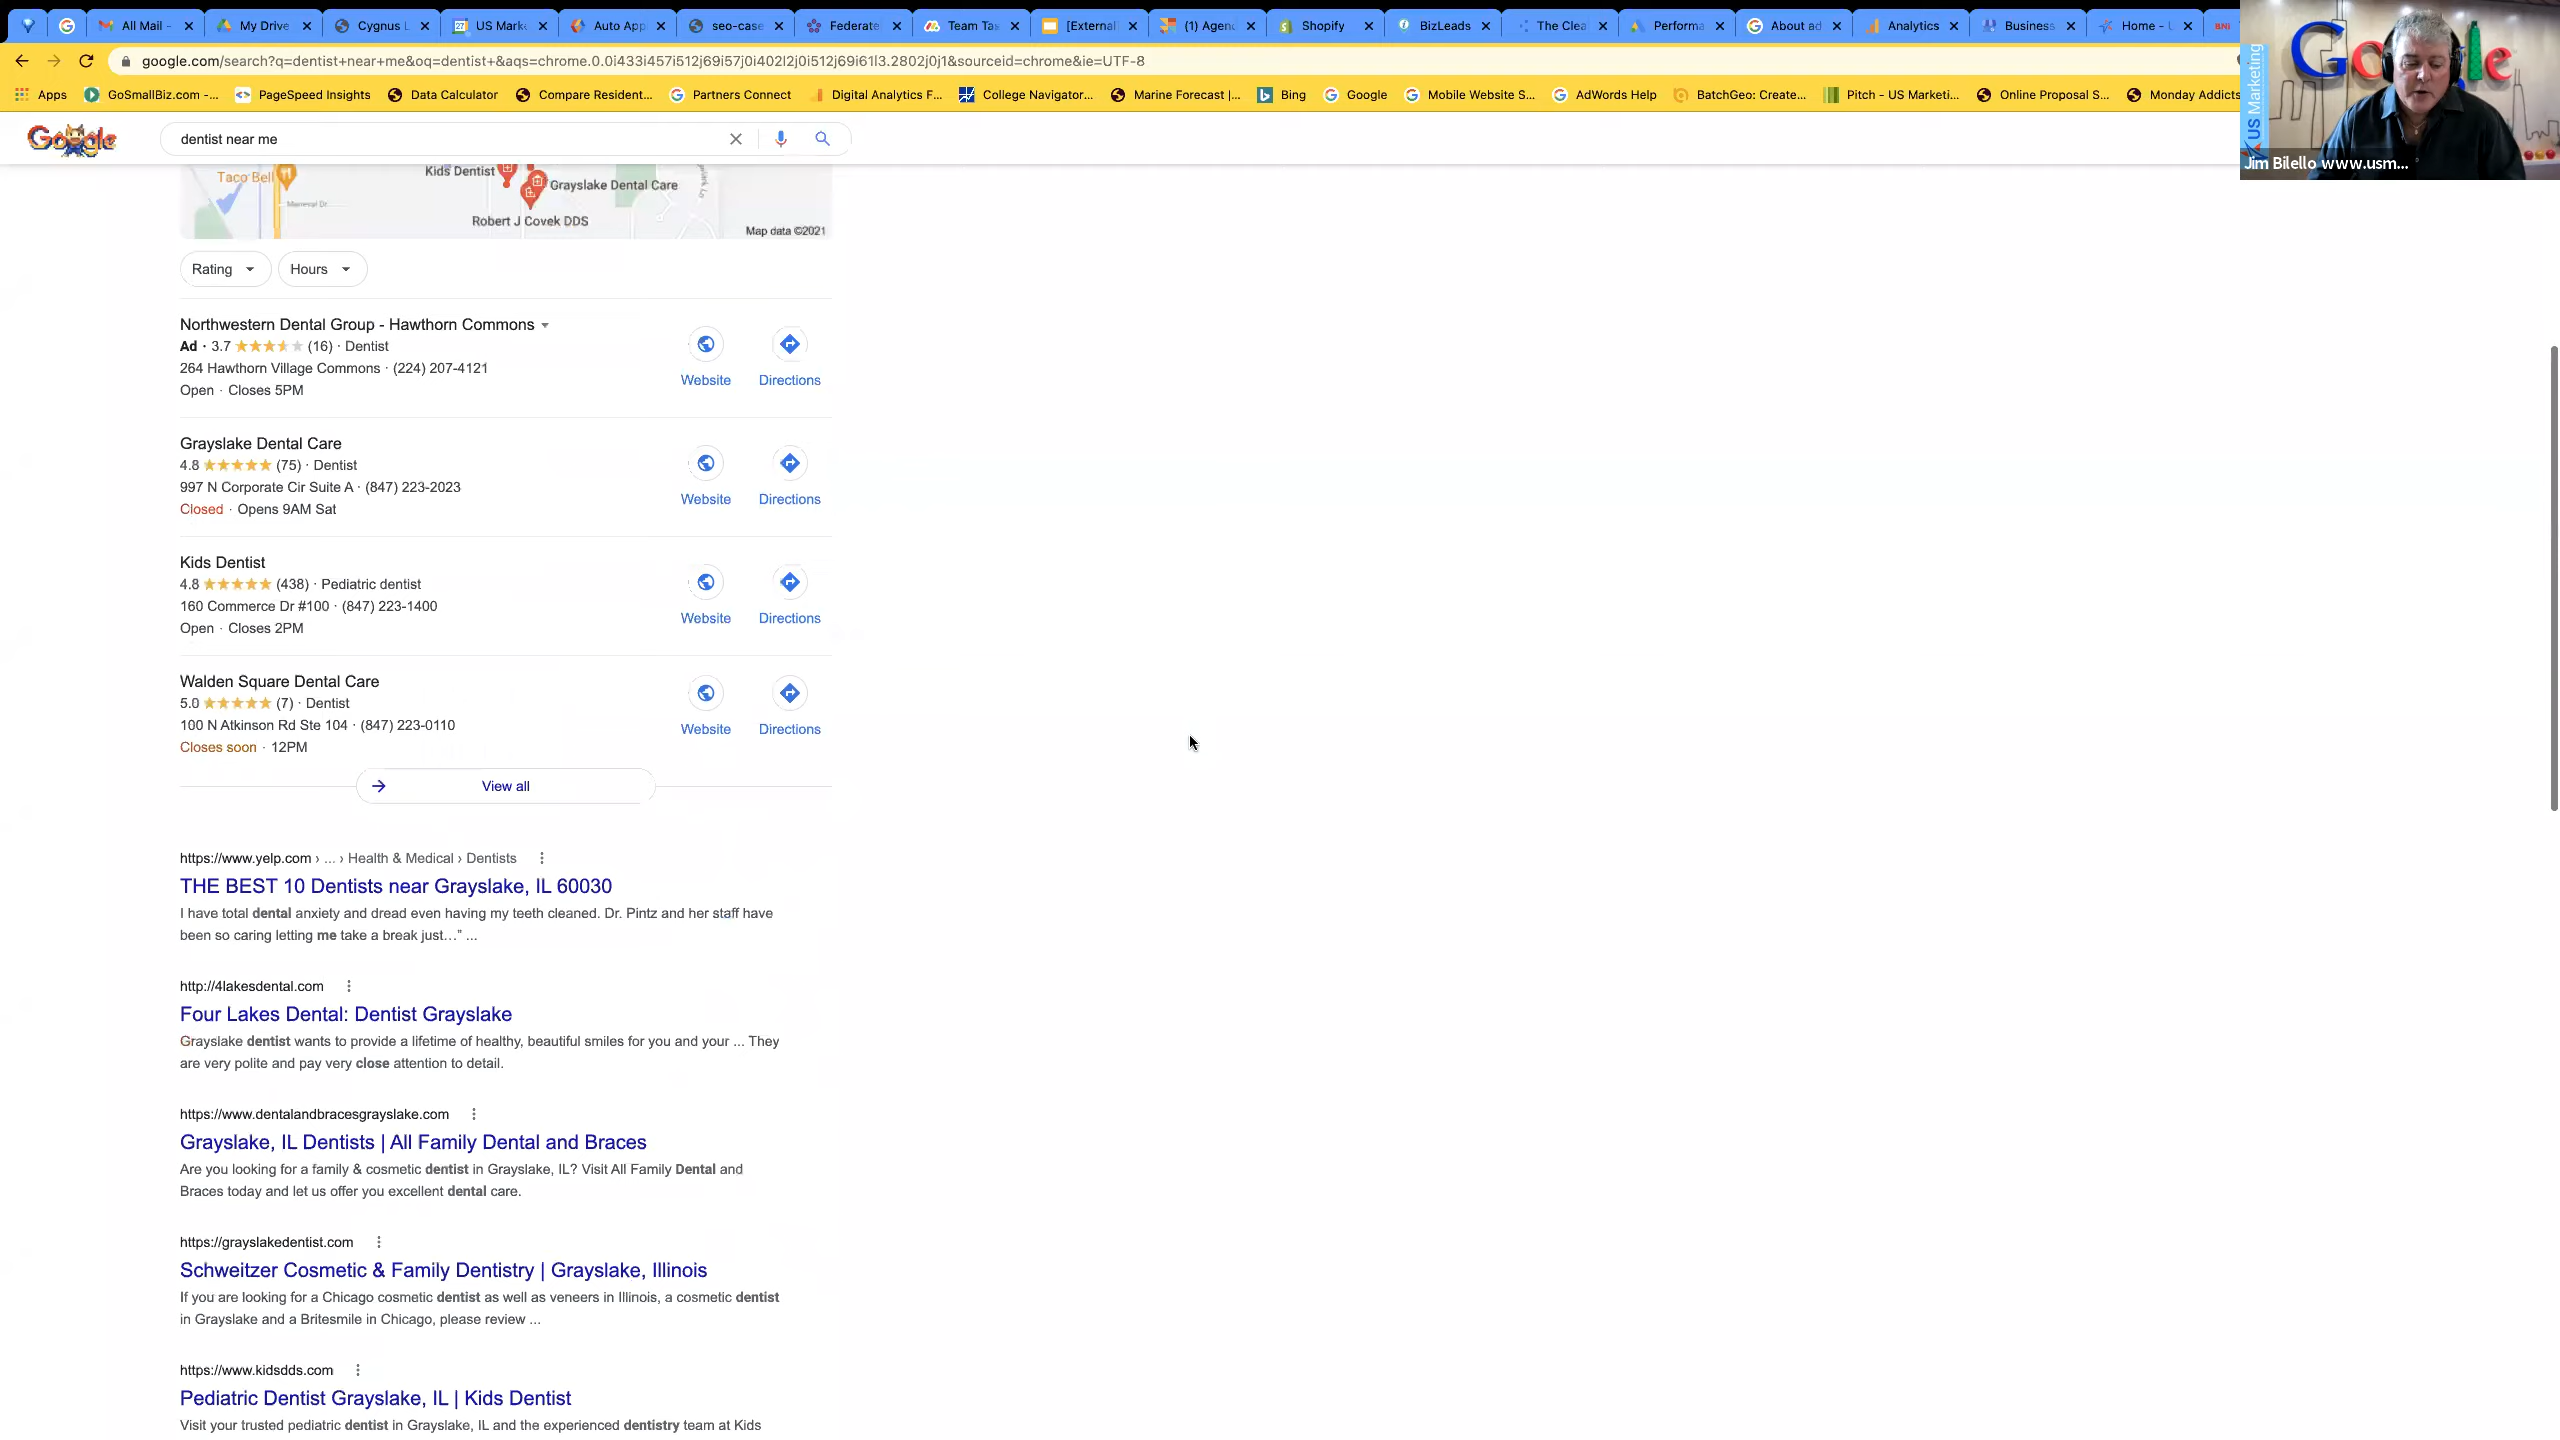 All Mail -
My Drive
Cygnus L
US Mark
Auto App
seo-case
Federate
Team Tas
[External
(1) Agen
Shopify
BizLeads
The Clea
Performa
About ad
Analytics
Business
Home -
BNI
google.com/search?q=dentist+near+me&oq=dentist+&aqs=chrome.0.0i433i457i512j69i57j0i402l2j0i512j69i61l3.2802j0j1&sourceid=chrome&ie=UTF-8
Apps
GoSmallBiz.com -...
PageSpeed Insights
Data Calculator
Compare Resident...
Partners Connect
Digital Analytics F...
College Navigator...
Marine Forecast |...
Bing
Google
Mobile Website S...
AdWords Help
BatchGeo: Create...
Pitch - US Marketi...
Online Proposal S...
Monday Addicts
US Marketing
Google
Jim Bilello www.usm...
Google
dentist near me
Taco Bell
Kids Dentist
Grayslake Dental Care
Robert J Covek DDS
Map data ©2021
Rating
Hours
Northwestern Dental Group - Hawthorn Commons
Ad · 3.7 (16) · Dentist
264 Hawthorn Village Commons · (224) 207-4121
Open · Closes 5PM
Website
Directions
Grayslake Dental Care
4.8 (75) · Dentist
997 N Corporate Cir Suite A · (847) 223-2023
Closed · Opens 9AM Sat
Website
Directions
Kids Dentist
4.8 (438) · Pediatric dentist
160 Commerce Dr #100 · (847) 223-1400
Open · Closes 2PM
Website
Directions
Walden Square Dental Care
5.0 (7) · Dentist
100 N Atkinson Rd Ste 104 · (847) 223-0110
Closes soon · 12PM
Website
Directions
View all
https://www.yelp.com › ... › Health & Medical › Dentists
THE BEST 10 Dentists near Grayslake, IL 60030
I have total dental anxiety and dread even having my teeth cleaned. Dr. Pintz and her staff have
been so caring letting me take a break just…" ...
http://4lakesdental.com
Four Lakes Dental: Dentist Grayslake
Grayslake dentist wants to provide a lifetime of healthy, beautiful smiles for you and your ... They
are very polite and pay very close attention to detail.
https://www.dentalandbracesgrayslake.com
Grayslake, IL Dentists | All Family Dental and Braces
Are you looking for a family & cosmetic dentist in Grayslake, IL? Visit All Family Dental and
Braces today and let us offer you excellent dental care.
https://grayslakedentist.com
Schweitzer Cosmetic & Family Dentistry | Grayslake, Illinois
If you are looking for a Chicago cosmetic dentist as well as veneers in Illinois, a cosmetic dentist
in Grayslake and a Britesmile in Chicago, please review ...
https://www.kidsdds.com
Pediatric Dentist Grayslake, IL | Kids Dentist
Visit your trusted pediatric dentist in Grayslake, IL and the experienced dentistry team at Kids